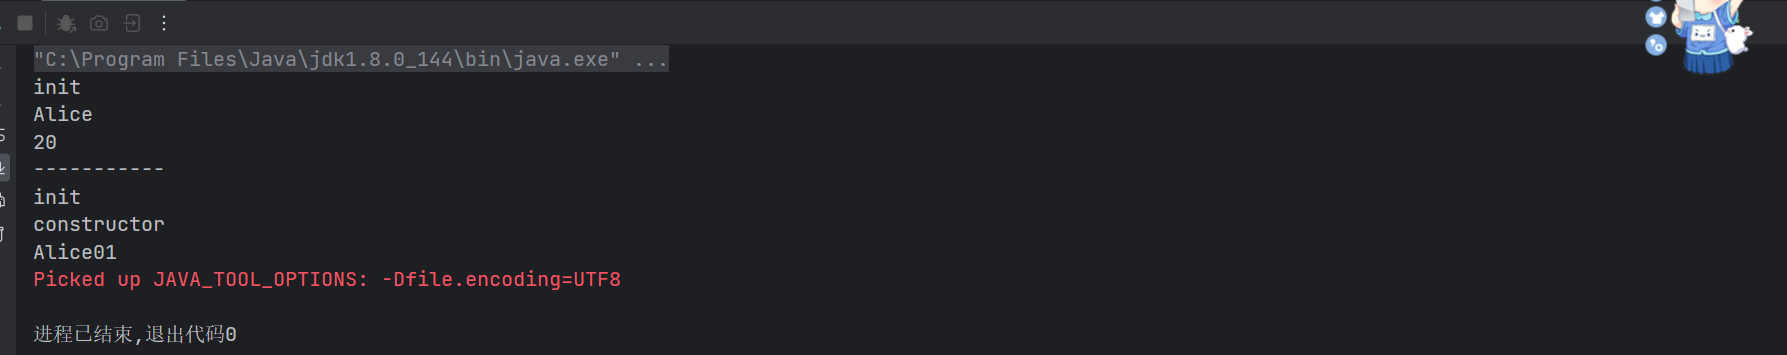 "C:\Program Files\Java\jdk1.8.0_144\bin\java.exe" ...
init
Alice
20
-----------
init
constructor
Alice01
Picked up JAVA_TOOL_OPTIONS: -Dfile.encoding=UTF8
进程已结束,退出代码0